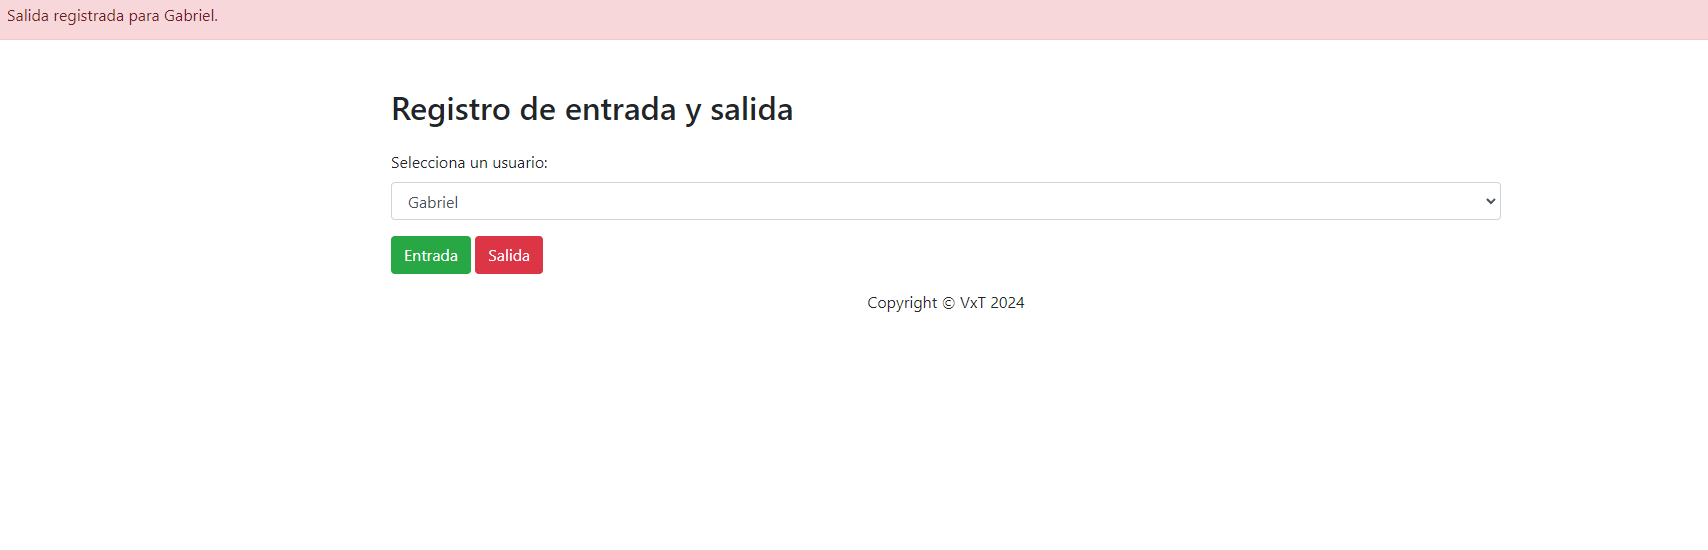 Salida registrada para Gabriel.
Registro de entrada y salida
Selecciona un usuario:
Gabriel
Entrada Salida
Copyright © VxT 2024